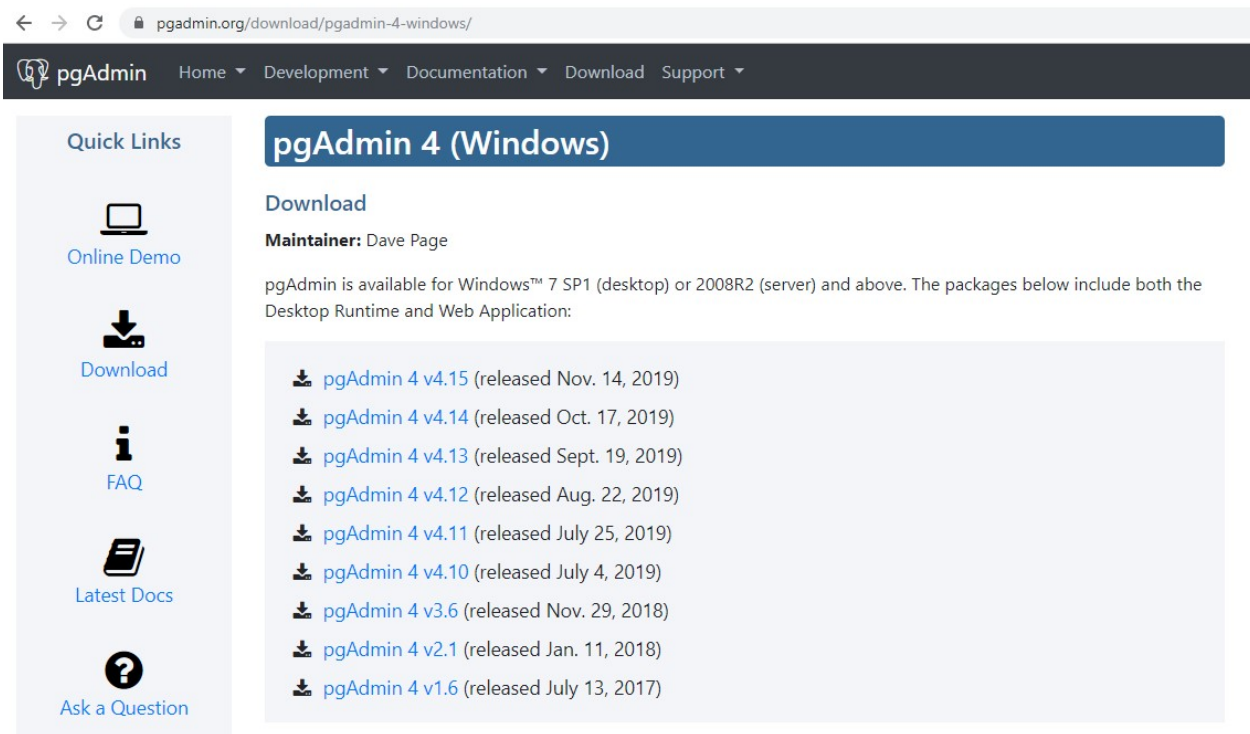 pgadmin.org/download/pgadmin-4-windows/
pgAdmin Home Development Documentation Download Support
Quick Links
Online Demo
Download
FAQ
Latest Docs
Ask a Question
pgAdmin 4 (Windows)
Download
Maintainer: Dave Page
pgAdmin is available for Windows™ 7 SP1 (desktop) or 2008R2 (server) and above. The packages below include both the
Desktop Runtime and Web Application:
pgAdmin 4 v4.15 (released Nov. 14, 2019)
pgAdmin 4 v4.14 (released Oct. 17, 2019)
pgAdmin 4 v4.13 (released Sept. 19, 2019)
pgAdmin 4 v4.12 (released Aug. 22, 2019)
pgAdmin 4 v4.11 (released July 25, 2019)
pgAdmin 4 v4.10 (released July 4, 2019)
pgAdmin 4 v3.6 (released Nov. 29, 2018)
pgAdmin 4 v2.1 (released Jan. 11, 2018)
pgAdmin 4 v1.6 (released July 13, 2017)